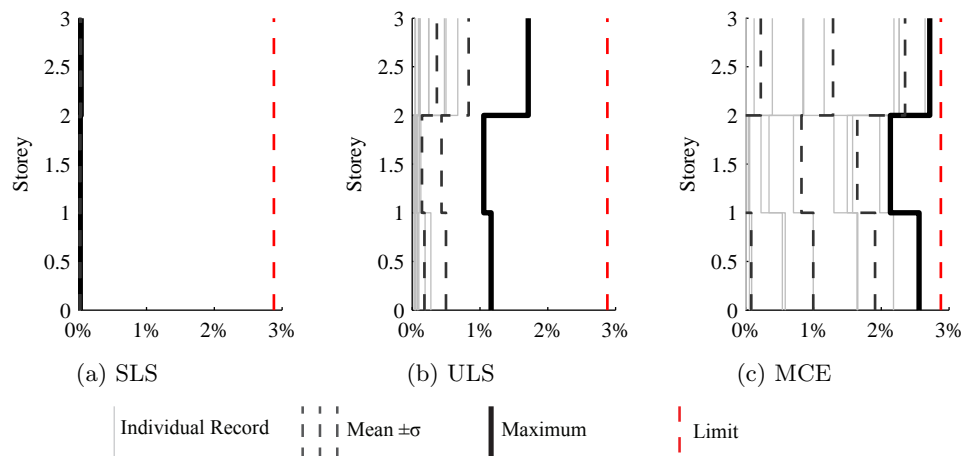 3
2.5
2
1.5
1
0.5
0
Storey
0% 1% 2% 3%
(a) SLS
3
2.5
2
1.5
1
0.5
0
Storey
0% 1% 2% 3%
(b) ULS
3
2.5
2
1.5
1
0.5
0
Storey
0% 1% 2% 3%
(c) MCE
Individual Record Mean ±σ Maximum Limit